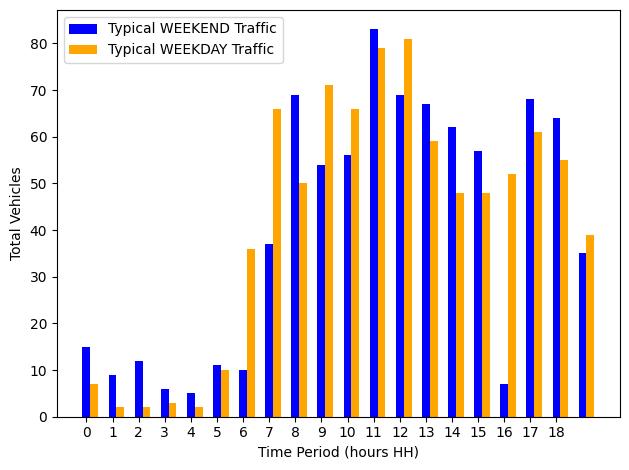 Typical WEEKEND Traffic
Typical WEEKDAY Traffic
Total Vehicles
80
70
60
50
40
30
20
10
0
0 1 2 3 4 5 6 7 8 9 10 11 12 13 14 15 16 17 18
Time Period (hours HH)